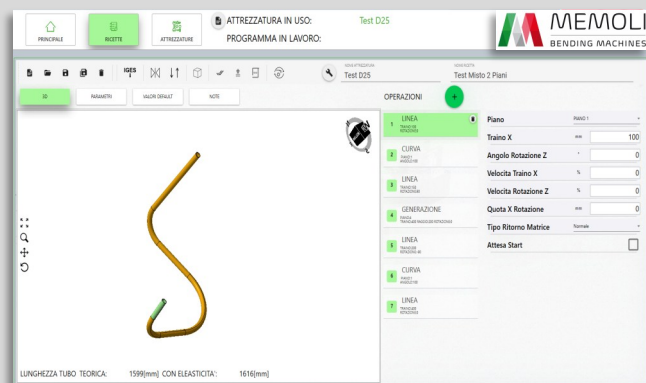 PRINCIPALE
RICETTE
ATTREZZATURE
ATTREZZATURA IN USO: Test D25
PROGRAMMA IN LAVORO:
MEMOLI
BENDING MACHINES
IGES
Test D25
Test Misto 2 Piani
3D
PARAMETRI
VALORI DEFAULT
NOTE
OPERAZIONI
+
1 LINEA
2 CURVA
3 LINEA
4 GENERAZIONE
5 LINEA
6 CURVA
7 LINEA
Piano PIANO 1
Traino X mm 100
Angolo Rotazione Z ° 0
Velocita Traino X % 0
Velocita Rotazione Z % 0
Quota X Rotazione mm 0
Tipo Ritorno Matrice Normale
Attesa Start
LUNGHEZZA TUBO TEORICA: 1599[mm] CON ELEASTICITA': 1616[mm]